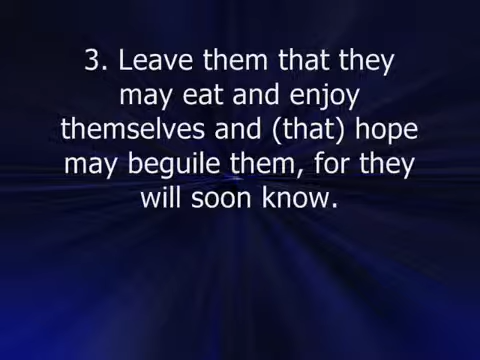 3. Leave them that they
may eat and enjoy
themselves and (that) hope
may beguile them, for they
will soon know.